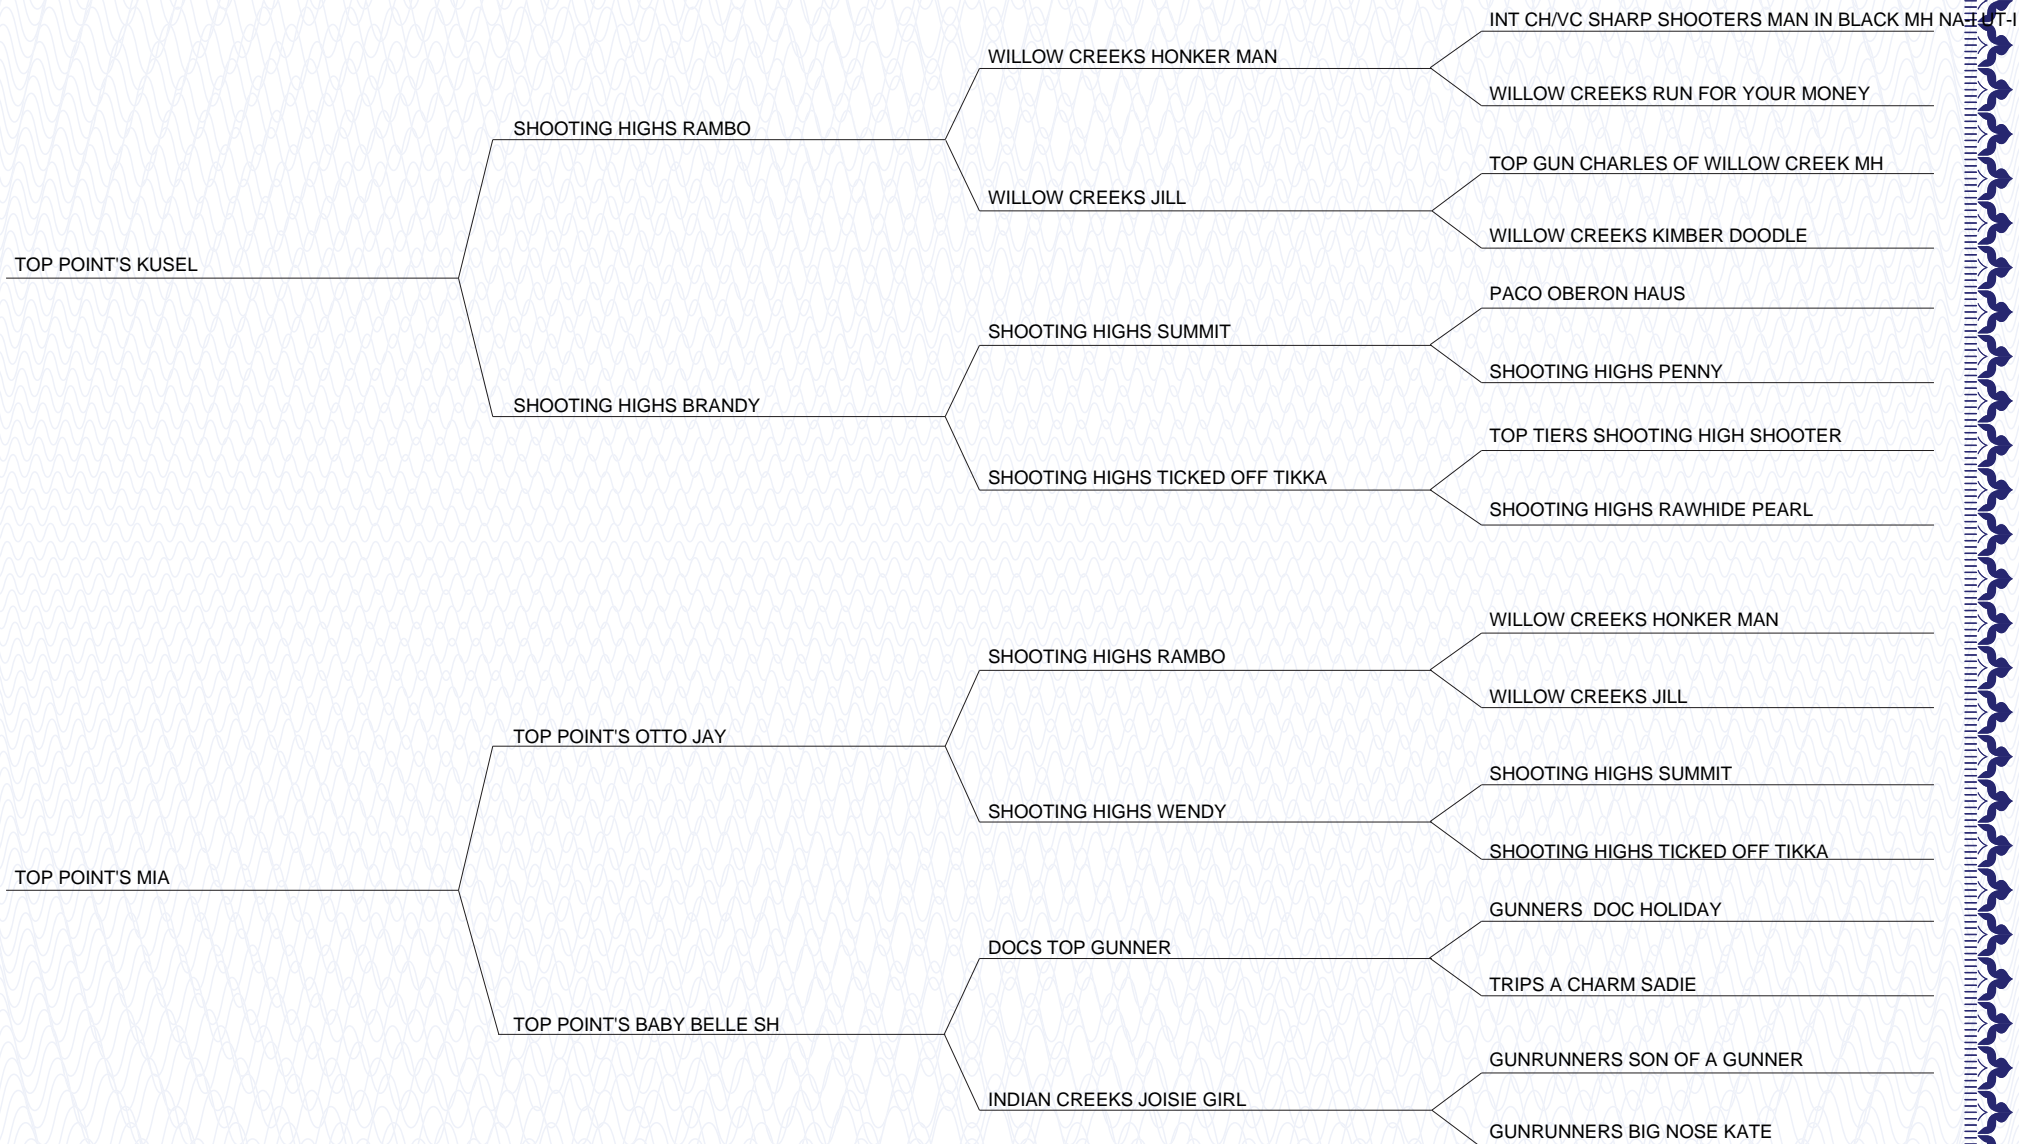 INT CH/VC SHARP SHOOTERS MAN IN BLACK MH NA-I UT-I
WILLOW CREEKS HONKER MAN
WILLOW CREEKS RUN FOR YOUR MONEY
SHOOTING HIGHS RAMBO
TOP GUN CHARLES OF WILLOW CREEK MH
WILLOW CREEKS JILL
WILLOW CREEKS KIMBER DOODLE
TOP POINT'S KUSEL
PACO OBERON HAUS
SHOOTING HIGHS SUMMIT
SHOOTING HIGHS PENNY
SHOOTING HIGHS BRANDY
TOP TIERS SHOOTING HIGH SHOOTER
SHOOTING HIGHS TICKED OFF TIKKA
SHOOTING HIGHS RAWHIDE PEARL
WILLOW CREEKS HONKER MAN
SHOOTING HIGHS RAMBO
WILLOW CREEKS JILL
TOP POINT'S OTTO JAY
SHOOTING HIGHS SUMMIT
SHOOTING HIGHS WENDY
SHOOTING HIGHS TICKED OFF TIKKA
TOP POINT'S MIA
GUNNERS  DOC HOLIDAY
DOCS TOP GUNNER
TRIPS A CHARM SADIE
TOP POINT'S BABY BELLE SH
GUNRUNNERS SON OF A GUNNER
INDIAN CREEKS JOISIE GIRL
GUNRUNNERS BIG NOSE KATE